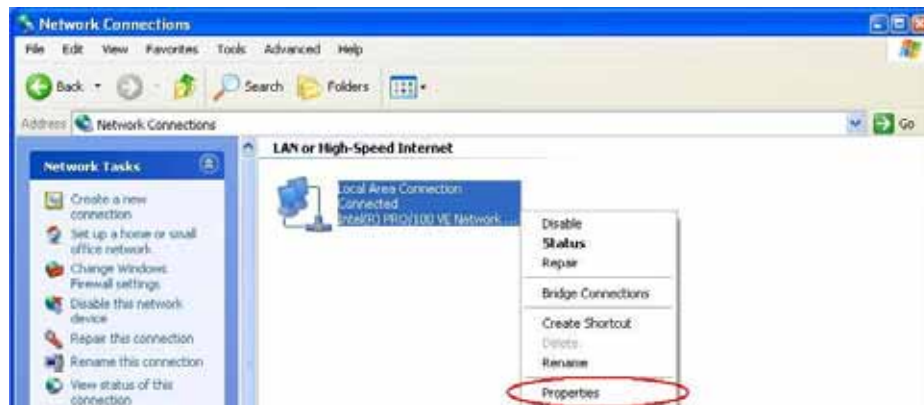 Network Connections
File Edit View Favorites Tools Advanced Help
Back Search Folders
Address Network Connections Go
Network Tasks
Create a new
connection
Set up a home or small
office network
Change Windows
Firewall settings
Disable this network
device
Repair this connection
Rename this connection
View status of this
connection
LAN or High-Speed Internet
Local Area Connection
Connected
Intel(R) PRO/100 VE Network ...
Disable
Status
Repair
Bridge Connections
Create Shortcut
Delete
Rename
Properties